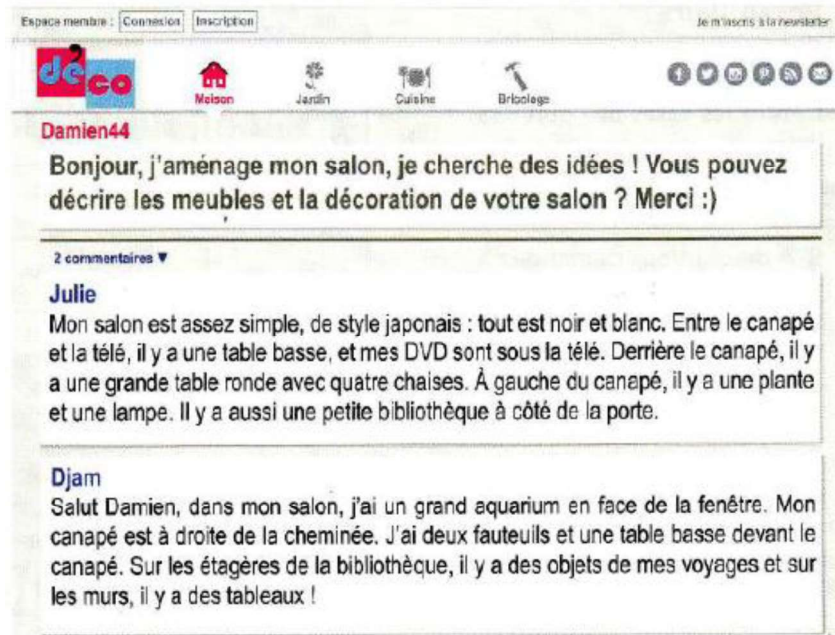 Espace membre : Connexion Inscription Je m'inscris à la newsletter
dé'co
Maison Jardin Cuisine Bricolage
Damien44
Bonjour, j'aménage mon salon, je cherche des idées ! Vous pouvez
décrire les meubles et la décoration de votre salon ? Merci :)
2 commentaires ▼
Julie
Mon salon est assez simple, de style japonais : tout est noir et blanc. Entre le canapé
et la télé, il y a une table basse, et mes DVD sont sous la télé. Derrière le canapé, il y
a une grande table ronde avec quatre chaises. À gauche du canapé, il y a une plante
et une lampe. Il y a aussi une petite bibliothèque à côté de la porte.
Djam
Salut Damien, dans mon salon, j'ai un grand aquarium en face de la fenêtre. Mon
canapé est à droite de la cheminée. J'ai deux fauteuils et une table basse devant le
canapé. Sur les étagères de la bibliothèque, il y a des objets de mes voyages et sur
les murs, il y a des tableaux !